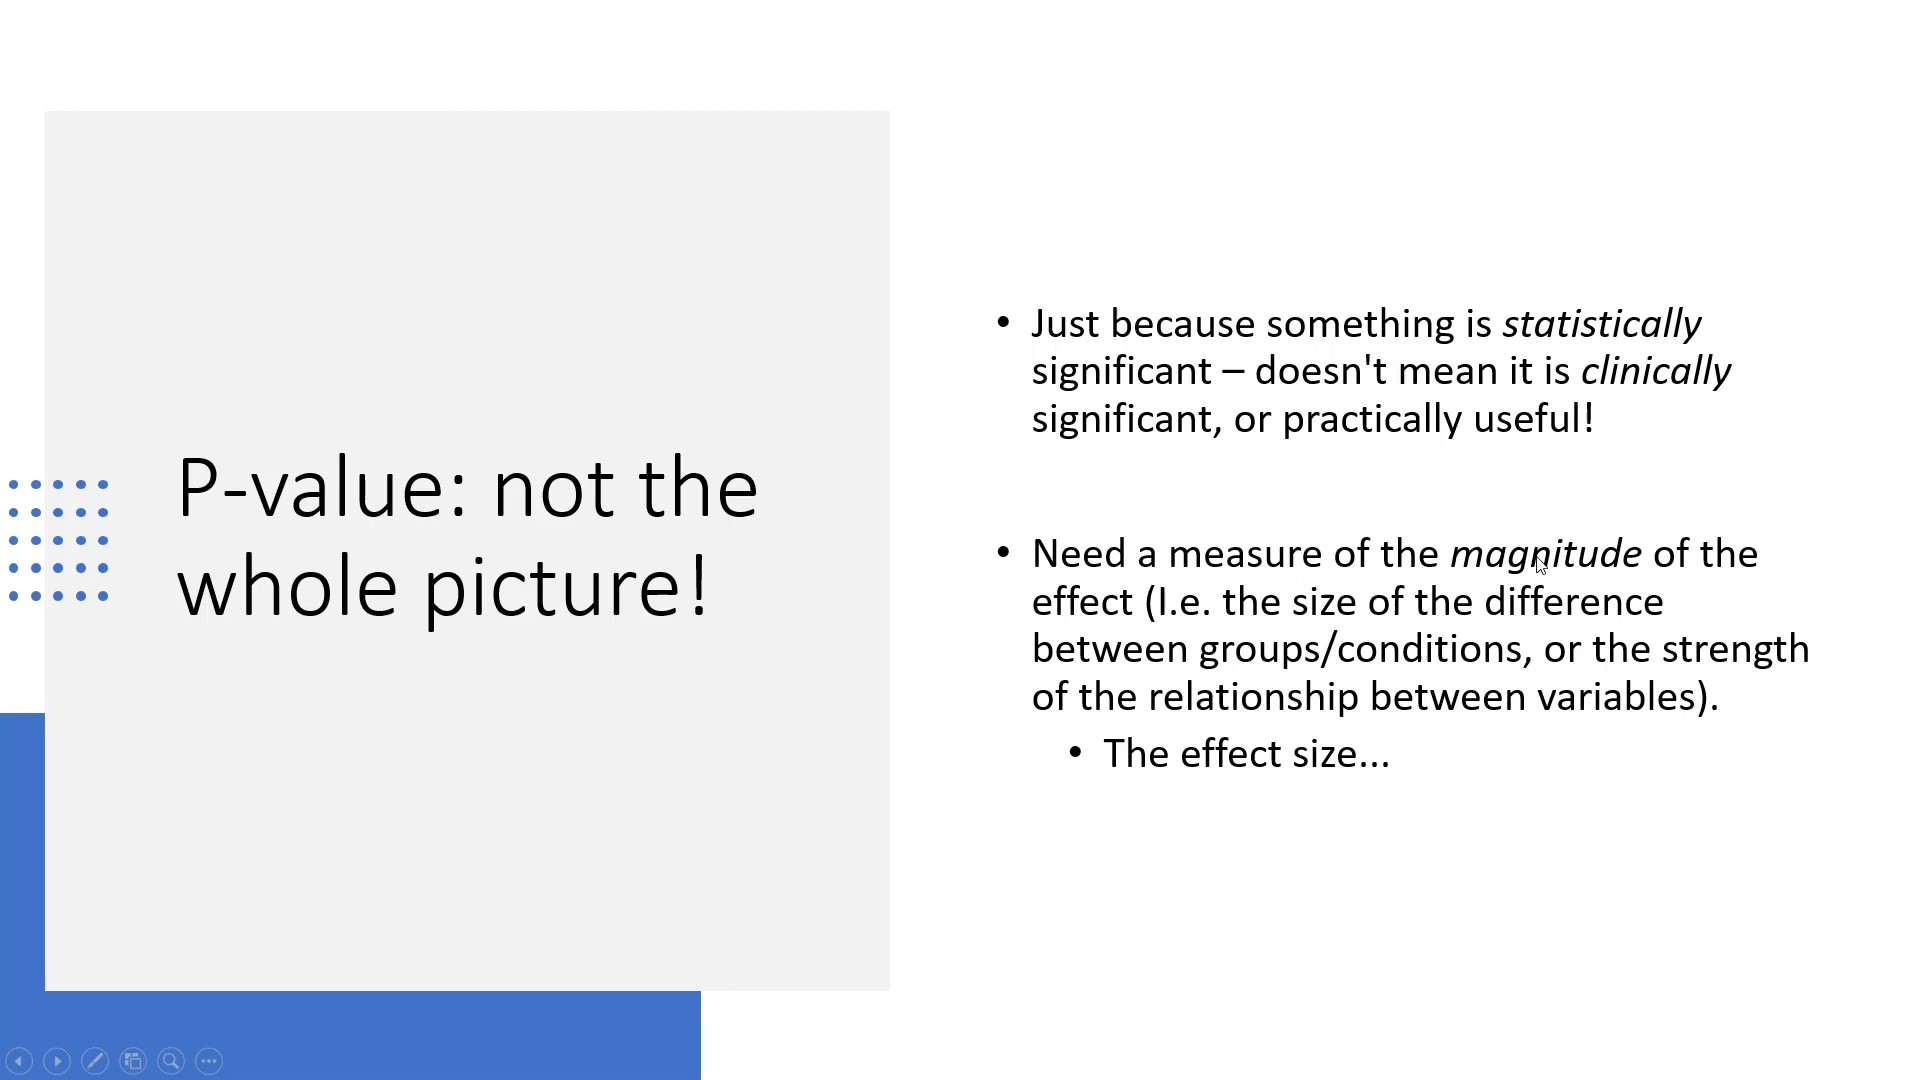 P-value: not the
whole picture!
• Just because something is statistically
significant – doesn't mean it is clinically
significant, or practically useful!
• Need a measure of the magnitude of the
effect (I.e. the size of the difference
between groups/conditions, or the strength
of the relationship between variables).
• The effect size...